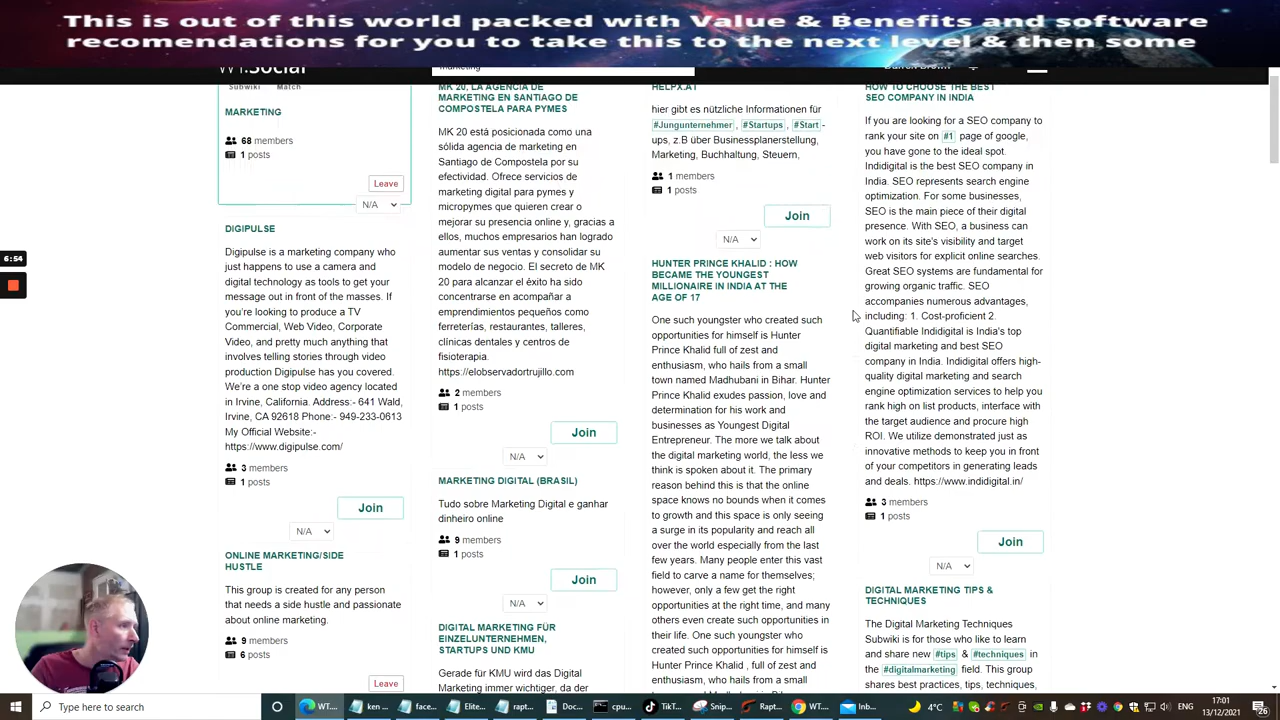 This is out of this world packed with Value & Benefits and software
recomendations for you to take this to the next level & then some
WT.Social
marketing
Subwiki Match
MARKETING
68 members
1 posts
Leave
N/A
DIGIPULSE
Digipulse is a marketing company who
just happens to use a camera and
digital technology as tools to get your
message out in front of the masses. If
you're looking to produce a TV
Commercial, Web Video, Corporate
Video, and pretty much anything that
involves telling stories through video
production Digipulse has you covered.
We're a one stop video agency located
in Irvine, California. Address:- 641 Wald,
Irvine, CA 92618 Phone:- 949-233-0613
My Official Website:-
https://www.digipulse.com/
3 members
1 posts
Join
N/A
ONLINE MARKETING/SIDE
HUSTLE
This group is created for any person
that needs a side hustle and passionate
about online marketing.
9 members
6 posts
Leave
MK 20, LA AGENCIA DE
MARKETING EN SANTIAGO DE
COMPOSTELA PARA PYMES
MK 20 está posicionada como una
sólida agencia de marketing en
Santiago de Compostela por su
efectividad. Ofrece servicios de
marketing digital para pymes y
micropymes que quieren crear o
mejorar su presencia online y, gracias a
ellos, muchos empresarios han logrado
aumentar sus ventas y consolidar su
modelo de negocio. El secreto de MK
20 para alcanzar el éxito ha sido
concentrarse en acompañar a
emprendimientos pequeños como
ferreterías, restaurantes, talleres,
clínicas dentales y centros de
fisioterapia.
https://elobservadortrujillo.com
2 members
1 posts
Join
N/A
MARKETING DIGITAL (BRASIL)
Tudo sobre Marketing Digital e ganhar
dinheiro online
9 members
1 posts
Join
N/A
DIGITAL MARKETING FÜR
EINZELUNTERNEHMEN,
STARTUPS UND KMU
Gerade für KMU wird das Digital
Marketing immer wichtiger, da der
HELPX.AT
hier gibt es nützliche Informationen für
#Jungunternehmer , #Startups , #Start -
ups, z.B über Businessplanerstellung,
Marketing, Buchhaltung, Steuern,
1 members
1 posts
Join
N/A
HUNTER PRINCE KHALID : HOW
BECAME THE YOUNGEST
MILLIONAIRE IN INDIA AT THE
AGE OF 17
One such youngster who created such
opportunities for himself is Hunter
Prince Khalid full of zest and
enthusiasm, who hails from a small
town named Madhubani in Bihar. Hunter
Prince Khalid exudes passion, love and
determination for his work and
businesses as Youngest Digital
Entrepreneur. The more we talk about
the digital marketing world, the less we
think is spoken about it. The primary
reason behind this is that the online
space knows no bounds when it comes
to growth and this space is only seeing
a surge in its popularity and reach all
over the world especially from the last
few years. Many people enter this vast
field to carve a name for themselves;
however, only a few get the right
opportunities at the right time, and many
others even create such opportunities in
their life. One such youngster who
created such opportunities for himself is
Hunter Prince Khalid , full of zest and
enthusiasm, who hails from a small
HOW TO CHOOSE THE BEST
SEO COMPANY IN INDIA
If you are looking for a SEO company to
rank your site on #1 page of google,
you have gone to the ideal spot.
Indidigital is the best SEO company in
India. SEO represents search engine
optimization. For some businesses,
SEO is the main piece of their digital
presence. With SEO, a business can
work on its site's visibility and target
web visitors for explicit online searches.
Great SEO systems are fundamental for
growing organic traffic. SEO
accompanies numerous advantages,
including: 1. Cost-proficient 2.
Quantifiable Indidigital is India's top
digital marketing and best SEO
company in India. Indidigital offers high-
quality digital marketing and search
engine optimization services to help you
rank high on list products, interface with
the target audience and procure high
ROI. We utilize demonstrated just as
innovative methods to keep you in front
of your competitors in generating leads
and deals. https://www.indidigital.in/
3 members
1 posts
Join
N/A
DIGITAL MARKETING TIPS &
TECHNIQUES
The Digital Marketing Techniques
Subwiki is for those who like to learn
and share new #tips & #techniques in
the #digitalmarketing field. This group
shares best practices, tips, techniques,
6:54
Type here to search
WT...
ken ...
face...
Elite...
rapt...
Doc...
cpu...
TikT...
Snip...
Rapt...
Inb...
4°C
17:01
13/12/2021
26